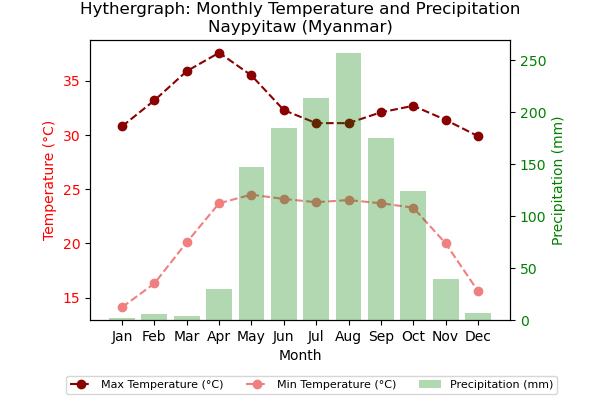 Hythergraph: Monthly Temperature and Precipitation
Naypyitaw (Myanmar)
Temperature (°C)
35
30
25
20
15
Precipitation (mm)
250
200
150
100
50
0
Jan Feb Mar Apr May Jun Jul Aug Sep Oct Nov Dec
Month
Max Temperature (°C) Min Temperature (°C) Precipitation (mm)